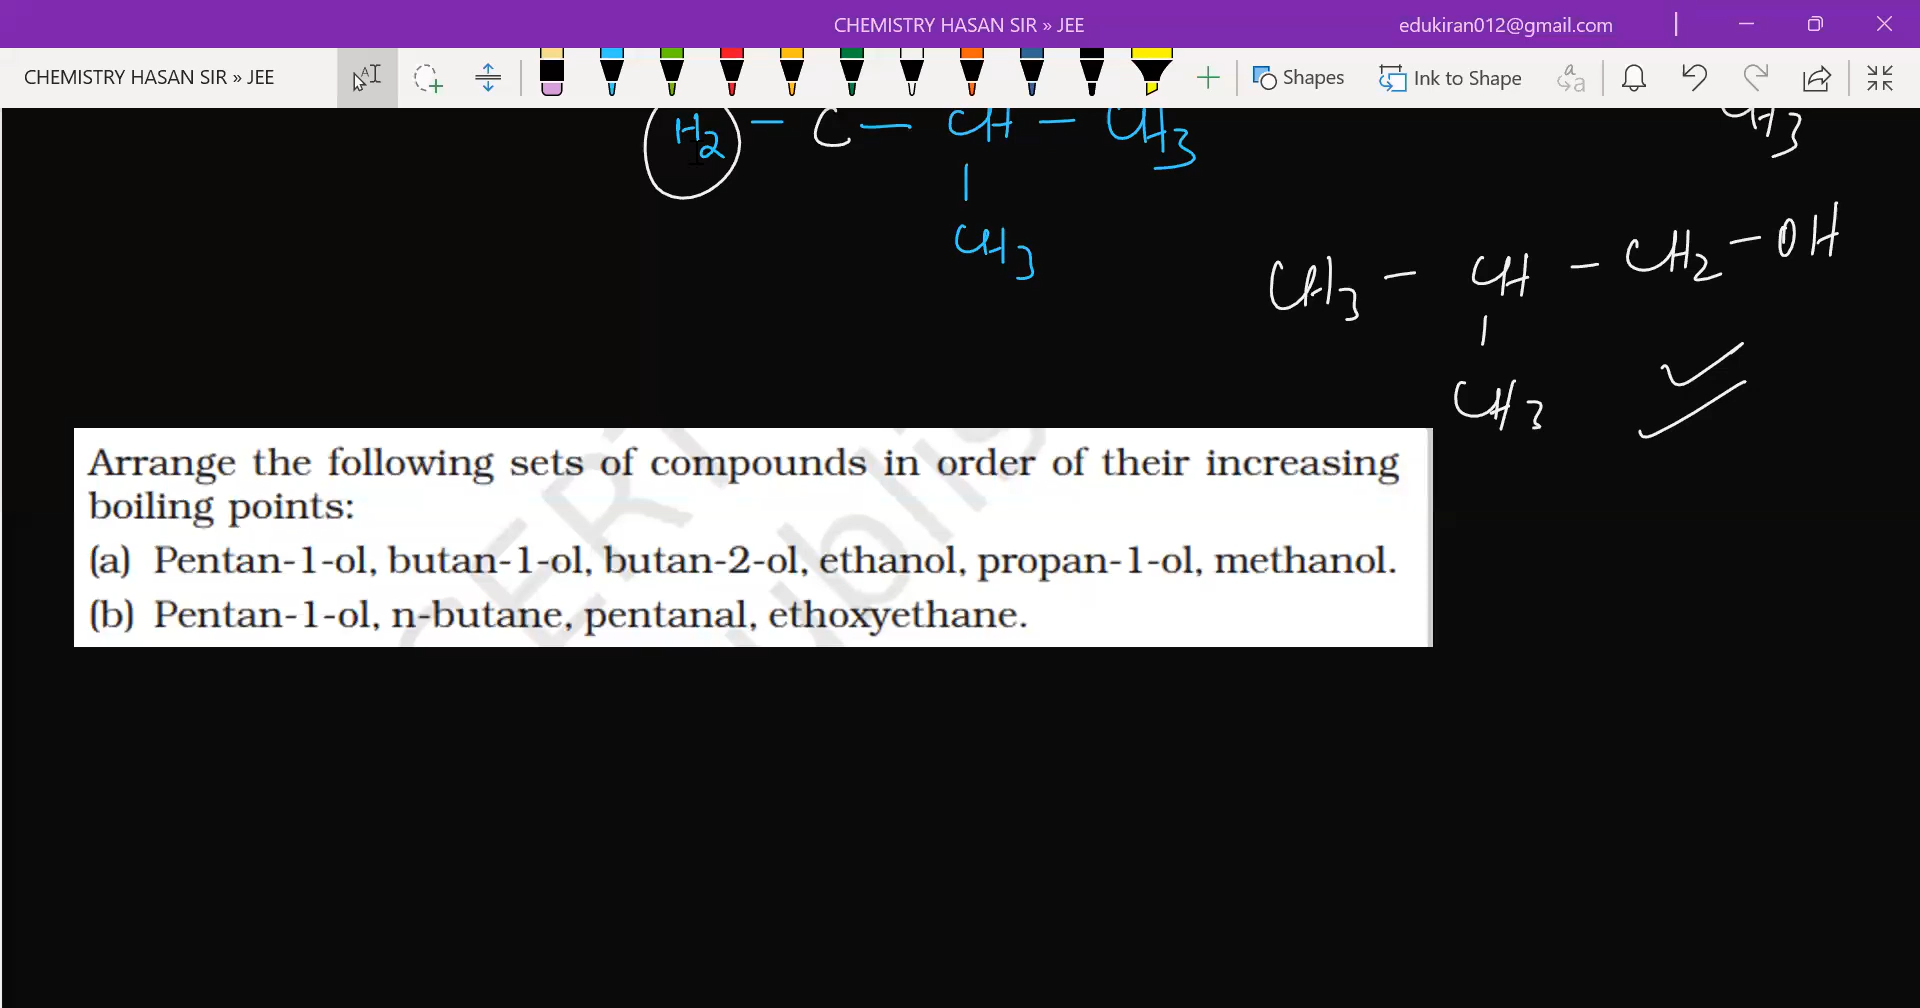 CHEMISTRY HASAN SIR » JEE
edukiran012@gmail.com
CHEMISTRY HASAN SIR » JEE
Shapes
Ink to Shape
H2 – C – CH – CH3
CH3
CH3
CH3 – CH – CH2 – OH
CH3
Arrange the following sets of compounds in order of their increasing
boiling points:
(a) Pentan-1-ol, butan-1-ol, butan-2-ol, ethanol, propan-1-ol, methanol.
(b) Pentan-1-ol, n-butane, pentanal, ethoxyethane.